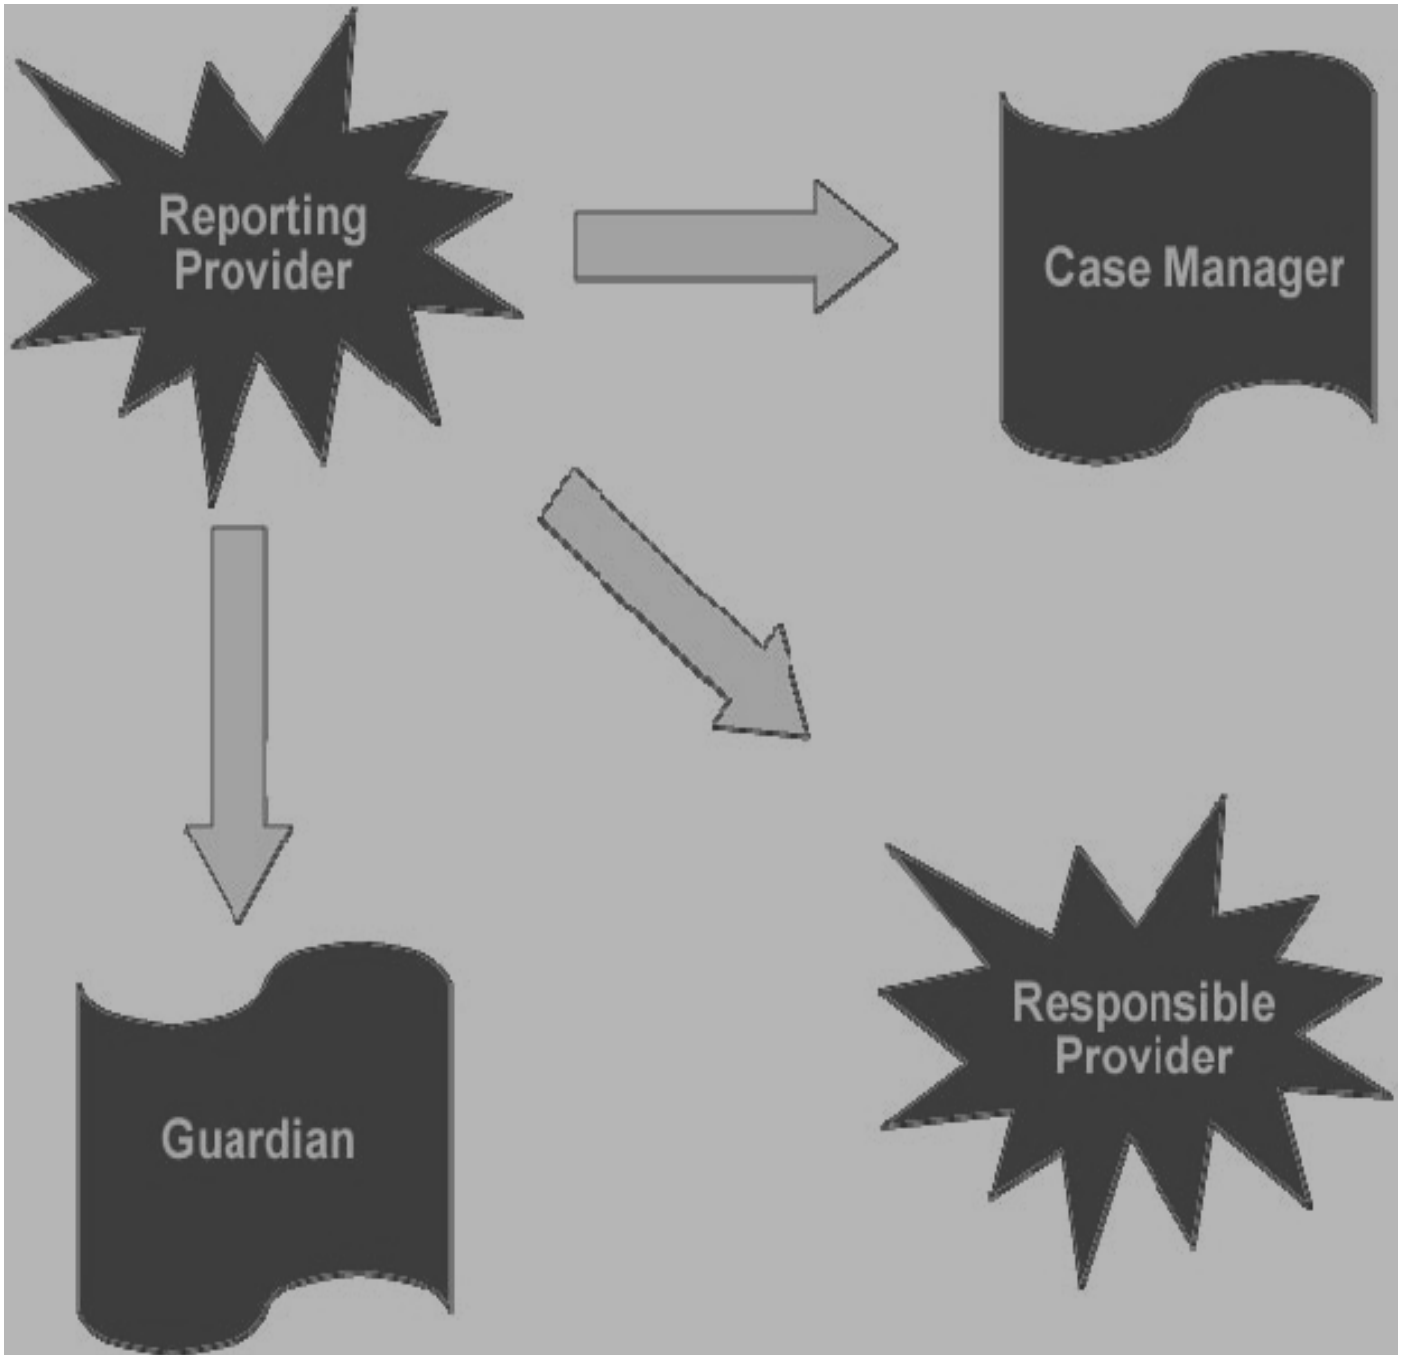 Reporting
Provider
Case Manager
Responsible
Provider
Guardian